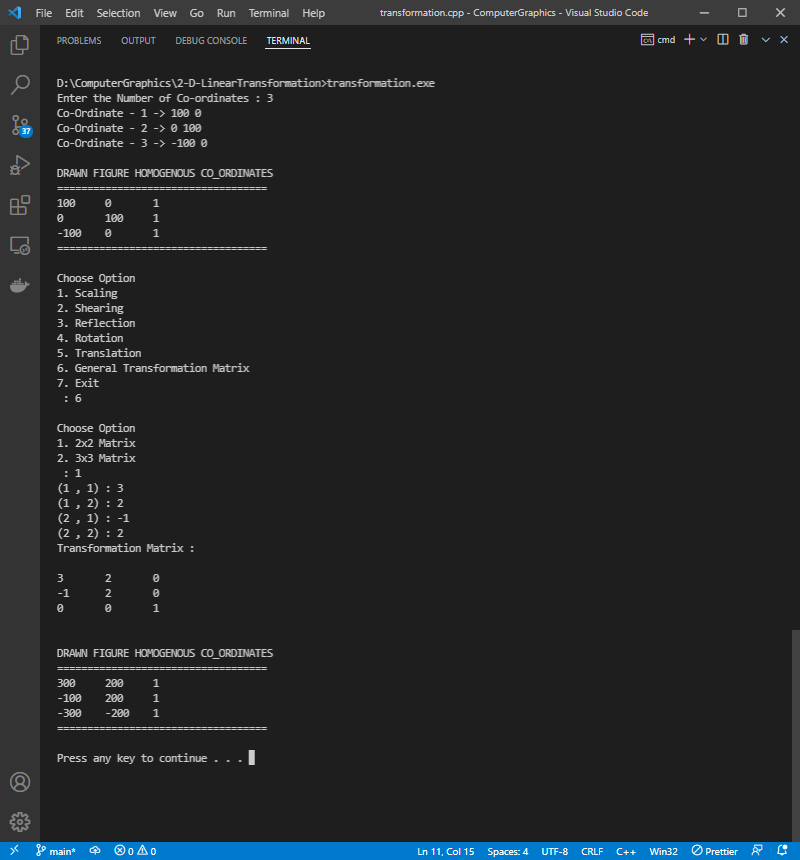 File Edit Selection View Go Run Terminal Help transformation.cpp - ComputerGraphics - Visual Studio Code
PROBLEMS OUTPUT DEBUG CONSOLE TERMINAL cmd
37
D:\ComputerGraphics\2-D-LinearTransformation>transformation.exe
Enter the Number of Co-ordinates : 3
Co-Ordinate - 1 -> 100 0
Co-Ordinate - 2 -> 0 100
Co-Ordinate - 3 -> -100 0
DRAWN FIGURE HOMOGENOUS CO_ORDINATES
===================================
100 0 1
0 100 1
-100 0 1
===================================
Choose Option
1. Scaling
2. Shearing
3. Reflection
4. Rotation
5. Translation
6. General Transformation Matrix
7. Exit
: 6
Choose Option
1. 2x2 Matrix
2. 3x3 Matrix
: 1
(1 , 1) : 3
(1 , 2) : 2
(2 , 1) : -1
(2 , 2) : 2
Transformation Matrix :
3 2 0
-1 2 0
0 0 1
DRAWN FIGURE HOMOGENOUS CO_ORDINATES
===================================
300 200 1
-100 200 1
-300 -200 1
===================================
Press any key to continue . . .
main* 0 0 Ln 11, Col 15 Spaces: 4 UTF-8 CRLF C++ Win32 Prettier